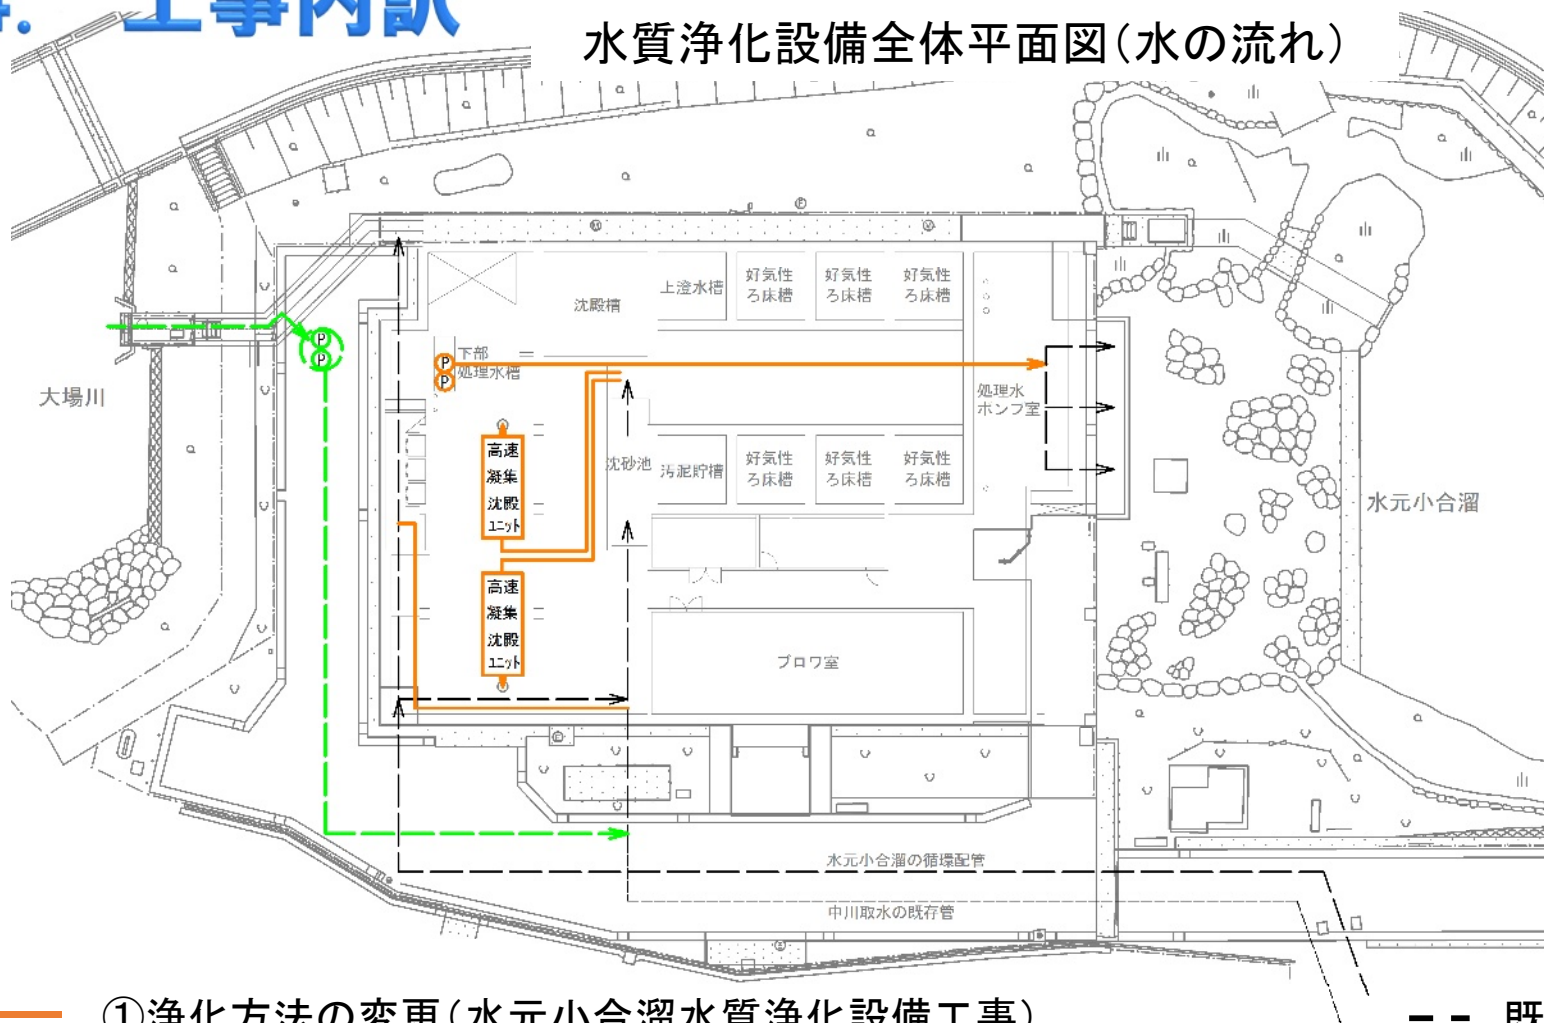 工事内訳
水質浄化設備全体平面図(水の流れ)
沈殿槽
上澄水槽
好気性
ろ床槽
好気性
ろ床槽
好気性
ろ床槽
P
P
下部
処理水槽
P
P
処理水
ポンプ室
大場川
高速
凝集
沈殿
ユニット
沈砂池
汚泥貯槽
好気性
ろ床槽
好気性
ろ床槽
好気性
ろ床槽
水元小合溜
高速
凝集
沈殿
ユニット
ブロワ室
水元小合溜の循環配管
中川取水の既存管
①浄化方法の変更(水元小合溜水質浄化設備工事)
既